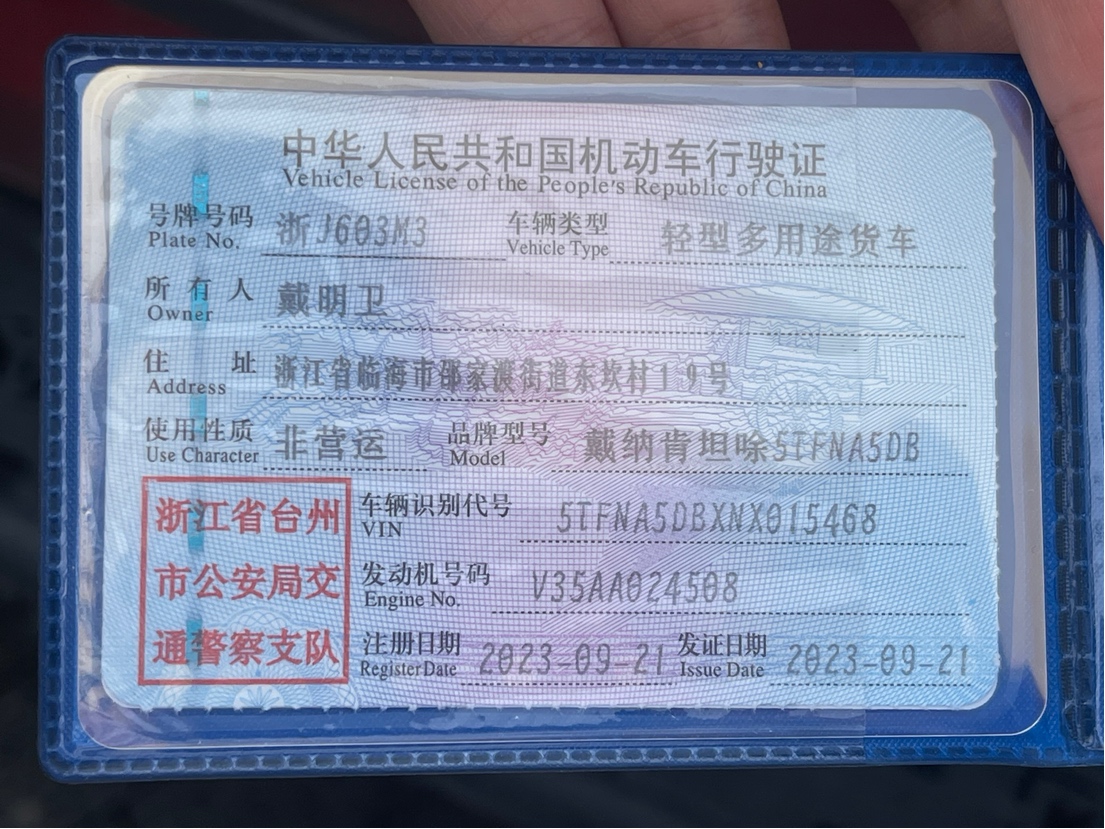 中华人民共和国机动车行驶证
Vehicle License of the People's Republic of China
号牌号码 浙J603M3 车辆类型 轻型多用途货车
Plate No. Vehicle Type
所有人 戴明卫
Owner
住址 浙江省临海市邵家渡街道东坎村19号
Address
使用性质 非营运 品牌型号 戴纳肯坦哚5TFNA5DB
Use Character Model
浙江省台州 车辆识别代号 5TFNA5DBXNX015468
VIN
市公安局交 发动机号码 V35AA024508
Engine No.
通警察支队 注册日期 2023-09-21 发证日期 2023-09-21
Register Date Issue Date